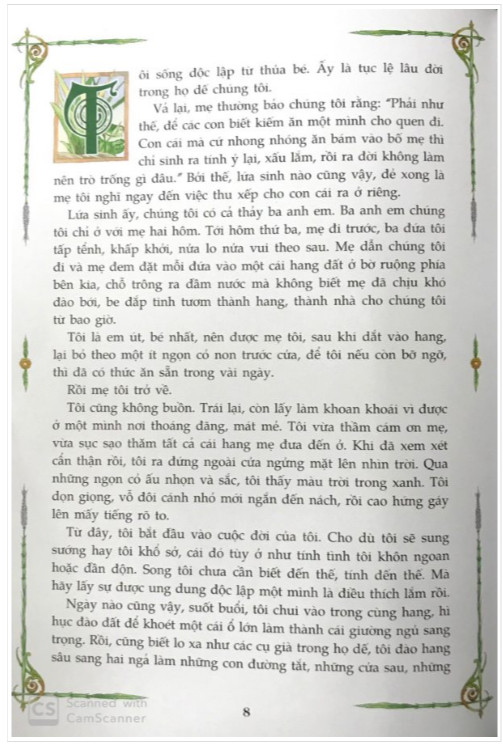 Tôi sống độc lập từ thủa bé. Ấy là tục lệ lâu đời
trong họ dế chúng tôi.
Vả lại, mẹ thường bảo chúng tôi rằng: "Phải như
thế, để các con biết kiếm ăn một mình cho quen đi.
Con cái mà cứ nhong nhóng ăn bám vào bố mẹ thì
chỉ sinh ra tính ỷ lại, xấu lắm, rồi ra đời không làm
nên trò trống gì đâu." Bởi thế, lứa sinh nào cũng vậy, đẻ xong là
mẹ tôi nghĩ ngay đến việc thu xếp cho con cái ra ở riêng.
Lứa sinh ấy, chúng tôi có cả thảy ba anh em. Ba anh em chúng
tôi chỉ ở với mẹ hai hôm. Tới hôm thứ ba, mẹ đi trước, ba đứa tôi
tấp tểnh, khấp khởi, nửa lo nửa vui theo sau. Mẹ dẫn chúng tôi
đi và mẹ đem đặt mỗi đứa vào một cái hang đất ở bờ ruộng phía
bên kia, chỗ trông ra đầm nước mà không biết mẹ đã chịu khó
đào bới, be đắp tinh tươm thành hang, thành nhà cho chúng tôi
từ bao giờ.
Tôi là em út, bé nhất, nên được mẹ tôi, sau khi dắt vào hang,
lại bỏ theo một ít ngọn cỏ non trước cửa, để tôi nếu còn bỡ ngỡ,
thì đã có thức ăn sẵn trong vài ngày.
Rồi mẹ tôi trở về.
Tôi cũng không buồn. Trái lại, còn lấy làm khoan khoái vì được
ở một mình nơi thoáng đãng, mát mẻ. Tôi vừa thầm cám ơn mẹ,
vừa sục sạo thăm tất cả cái hang mẹ đưa đến ở. Khi đã xem xét
cẩn thận rồi, tôi ra đứng ngoài cửa ngửng mặt lên nhìn trời. Qua
những ngọn cỏ ấu nhọn và sắc, tôi thấy màu trời trong xanh. Tôi
dọn giọng, vỗ đôi cánh nhỏ mới ngắn đến nách, rồi cao hứng gáy
lên mấy tiếng rõ to.
Từ đây, tôi bắt đầu vào cuộc đời của tôi. Cho dù tôi sẽ sung
sướng hay tôi khổ sở, cái đó tùy ở như tính tình tôi khôn ngoan
hoặc đần độn. Song tôi chưa cần biết đến thế, tính đến thế. Mà
hãy lấy sự được ung dung độc lập một mình là điều thích lắm rồi.
Ngày nào cũng vậy, suốt buổi, tôi chui vào trong cùng hang, hì
hục đào đất để khoét một cái ổ lớn làm thành cái giường ngủ sang
trọng. Rồi, cũng biết lo xa như các cụ già trong họ dế, tôi đào hang
sâu sang hai ngả làm những con đường tắt, những cửa sau, những
CS Scanned with
CamScanner
8